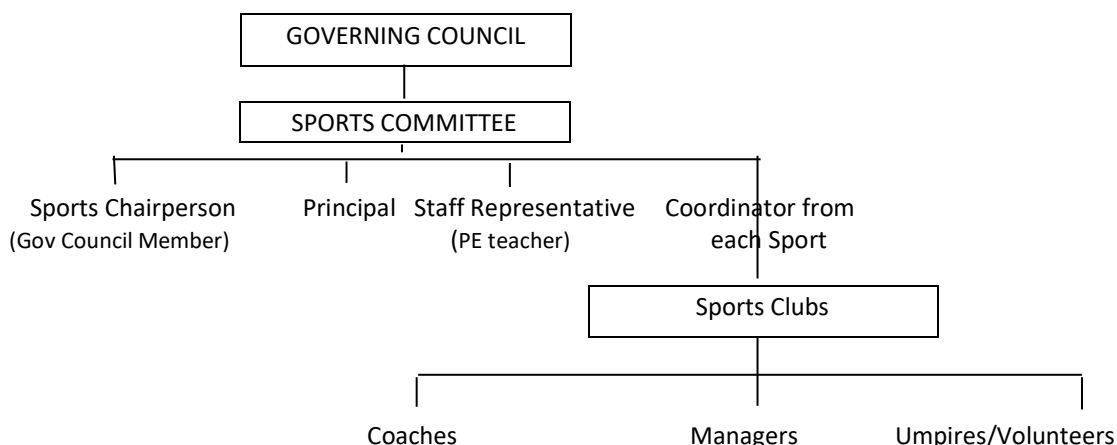 GOVERNING COUNCIL
SPORTS COMMITTEE
Sports Chairperson Principal Staff Representative Coordinator from
(Gov Council Member) (PE teacher) each Sport
Sports Clubs
Coaches Managers Umpires/Volunteers